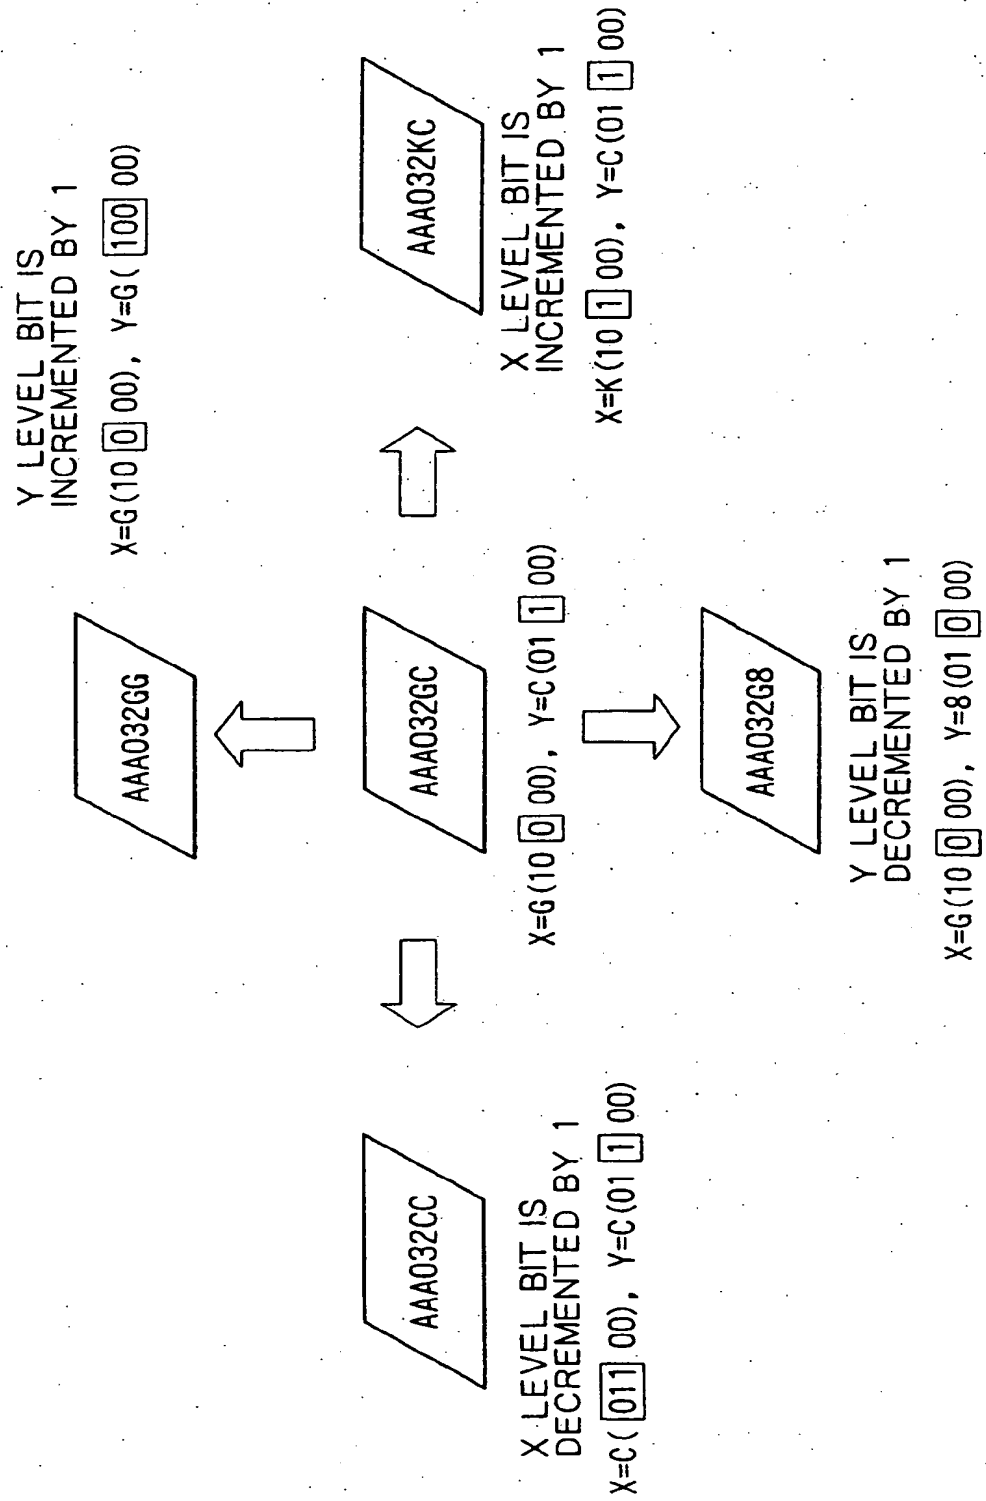 Y LEVEL BIT IS
INCREMENTED BY 1
X=G(10 0 00), Y=G( 100 00)
AAA032GG
AAA032CC
X LEVEL BIT IS
DECREMENTED BY 1
X=C( 011 00), Y=C(01 1 00)
AAA032GC
X=G(10 0 00), Y=C(01 1 00)
AAA032KC
X LEVEL BIT IS
INCREMENTED BY 1
X=K(10 1 00), Y=C(01 1 00)
AAA032G8
Y LEVEL BIT IS
DECREMENTED BY 1
X=G(10 0 00), Y=8(01 0 00)